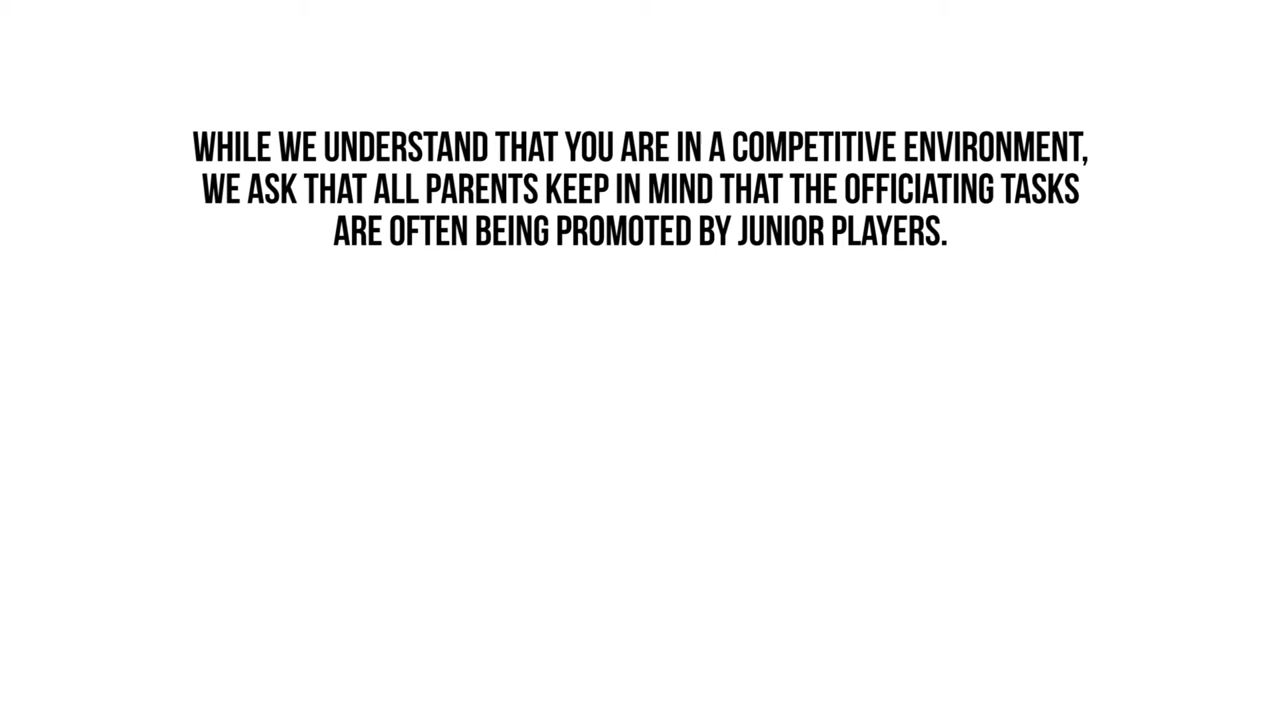 WHILE WE UNDERSTAND THAT YOU ARE IN A COMPETITIVE ENVIRONMENT,
WE ASK THAT ALL PARENTS KEEP IN MIND THAT THE OFFICIATING TASKS
ARE OFTEN BEING PROMOTED BY JUNIOR PLAYERS.